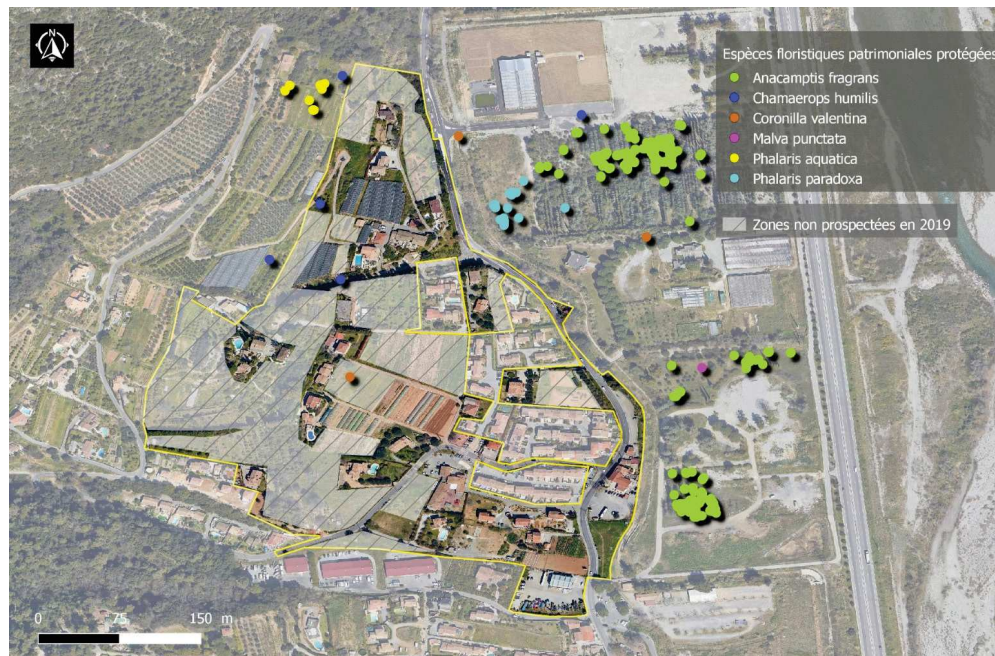 N
Espèces floristiques patrimoniales protégées
Anacamptis fragrans
Chamaerops humilis
Coronilla valentina
Malva punctata
Phalaris aquatica
Phalaris paradoxa
Zones non prospectées en 2019
0 75 150 m